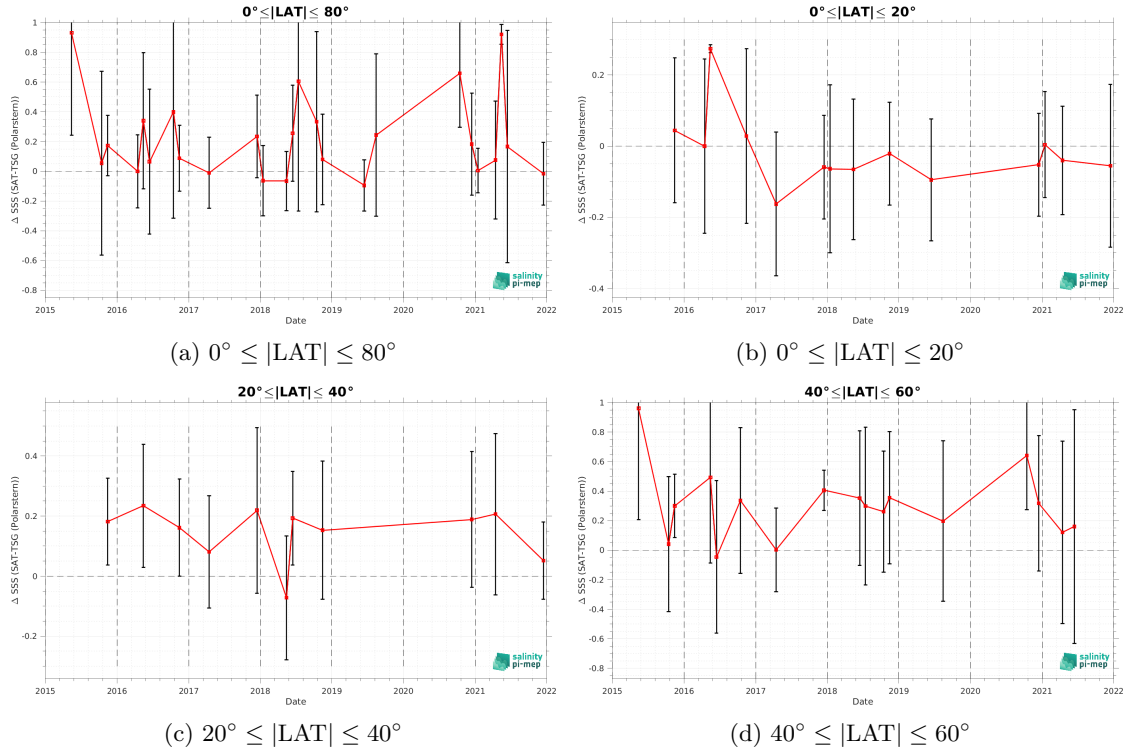 0°≤|LAT|≤ 80°
Δ SSS (SAT-TSG (Polarstern))
1
0.8
0.6
0.4
0.2
0
-0.2
-0.4
-0.6
-0.8
2015 2016 2017 2018 2019 2020 2021 2022
Date
salinity
pi-mep
(a) 0° ≤ |LAT| ≤ 80°
0°≤|LAT|≤ 20°
Δ SSS (SAT-TSG (Polarstern))
0.2
0
-0.2
-0.4
2015 2016 2017 2018 2019 2020 2021 2022
Date
salinity
pi-mep
(b) 0° ≤ |LAT| ≤ 20°
20°≤|LAT|≤ 40°
Δ SSS (SAT-TSG (Polarstern))
0.4
0.2
0
-0.2
2015 2016 2017 2018 2019 2020 2021 2022
Date
salinity
pi-mep
(c) 20° ≤ |LAT| ≤ 40°
40°≤|LAT|≤ 60°
Δ SSS (SAT-TSG (Polarstern))
1
0.8
0.6
0.4
0.2
0
-0.2
-0.4
-0.6
-0.8
2015 2016 2017 2018 2019 2020 2021 2022
Date
salinity
pi-mep
(d) 40° ≤ |LAT| ≤ 60°